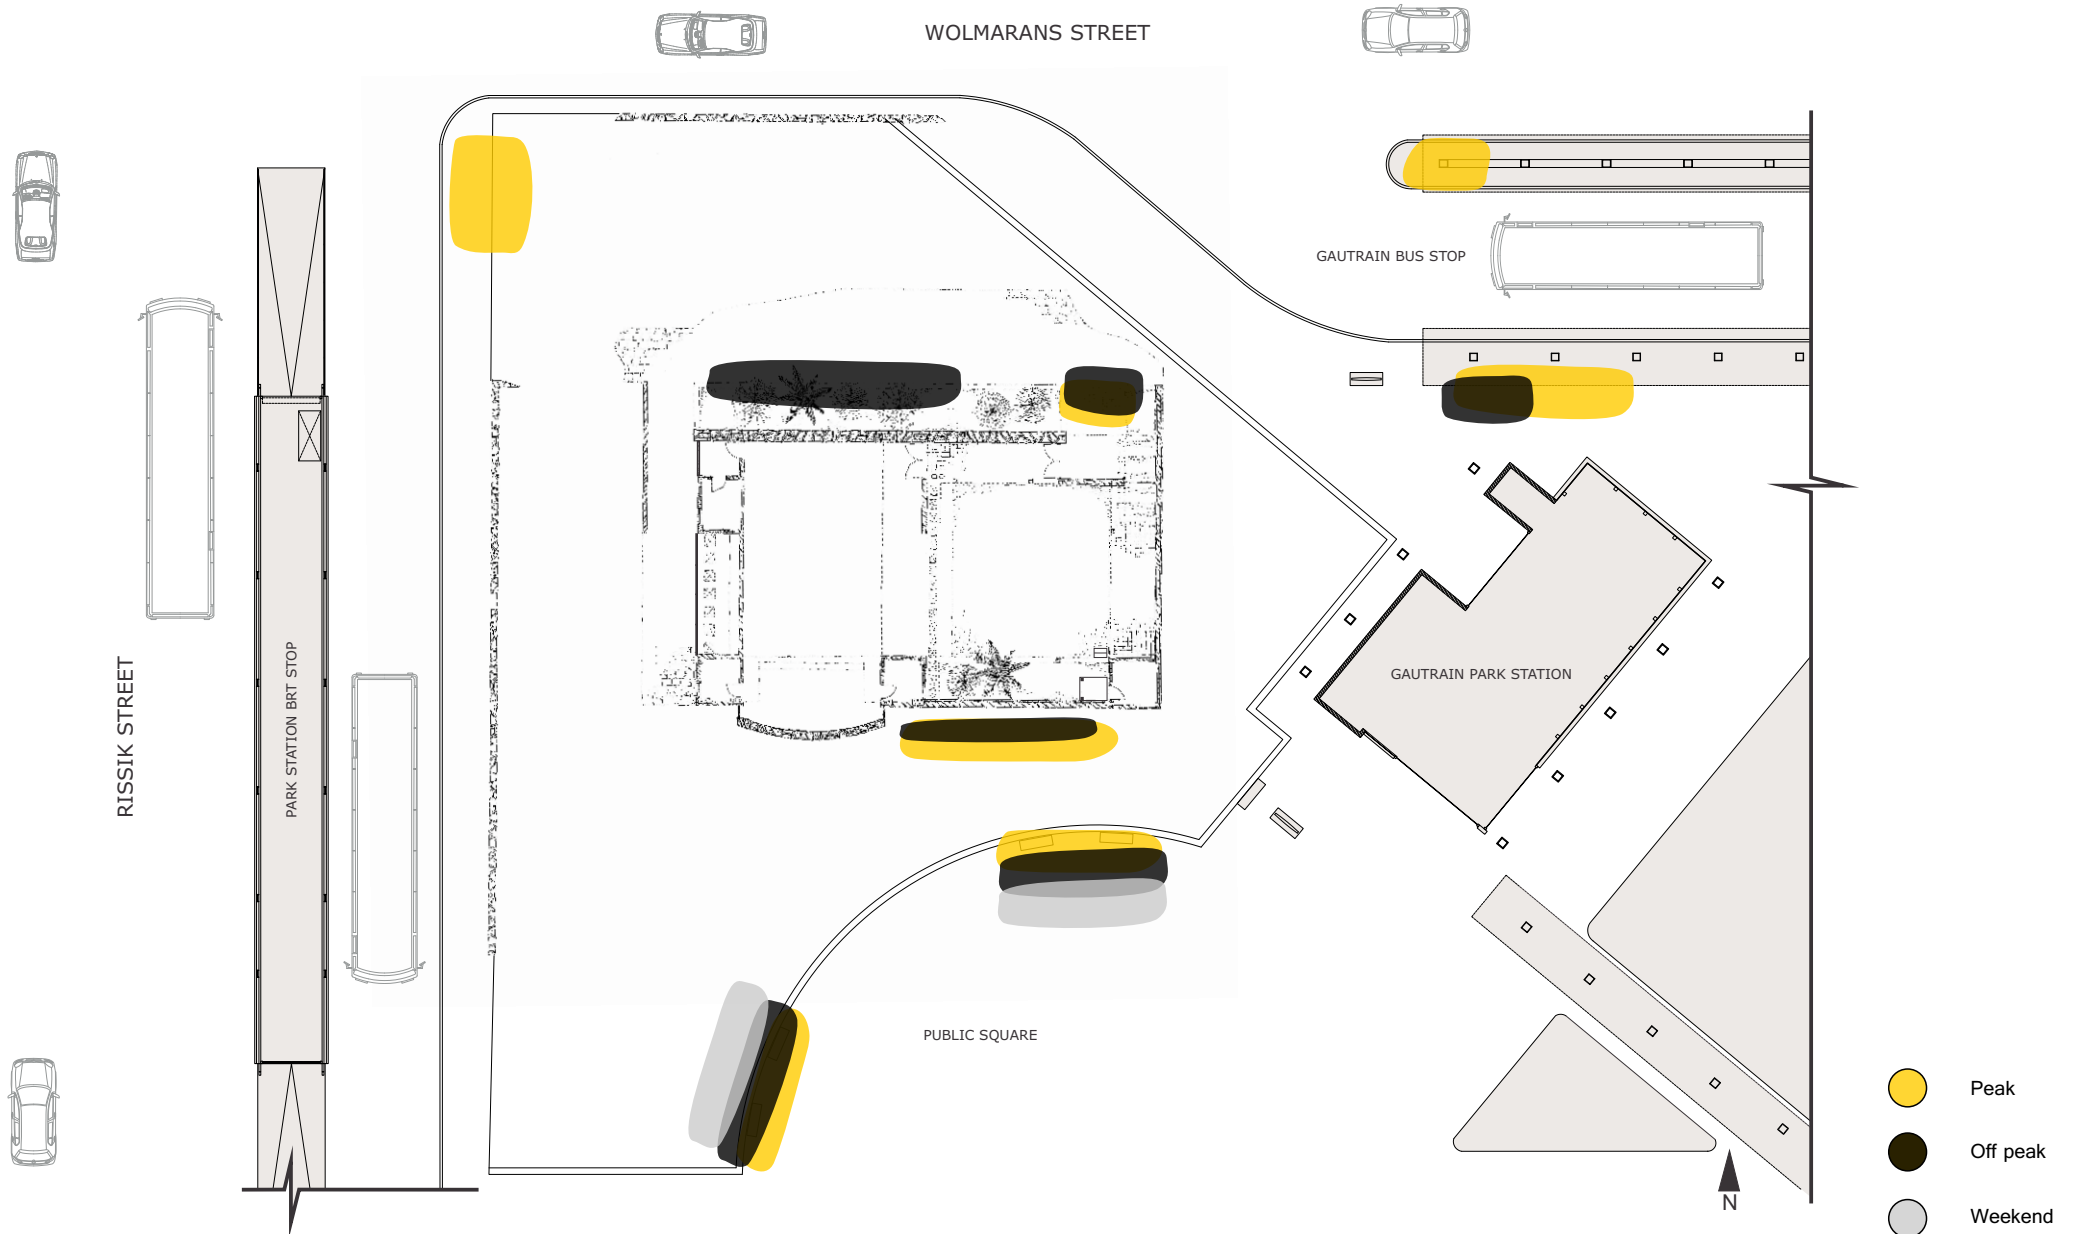 WOLMARANS STREET
GAUTRAIN BUS STOP
RISSIK STREET
PARK STATION BRT STOP
GAUTRAIN PARK STATION
PUBLIC SQUARE
Peak
Off peak
N
Weekend